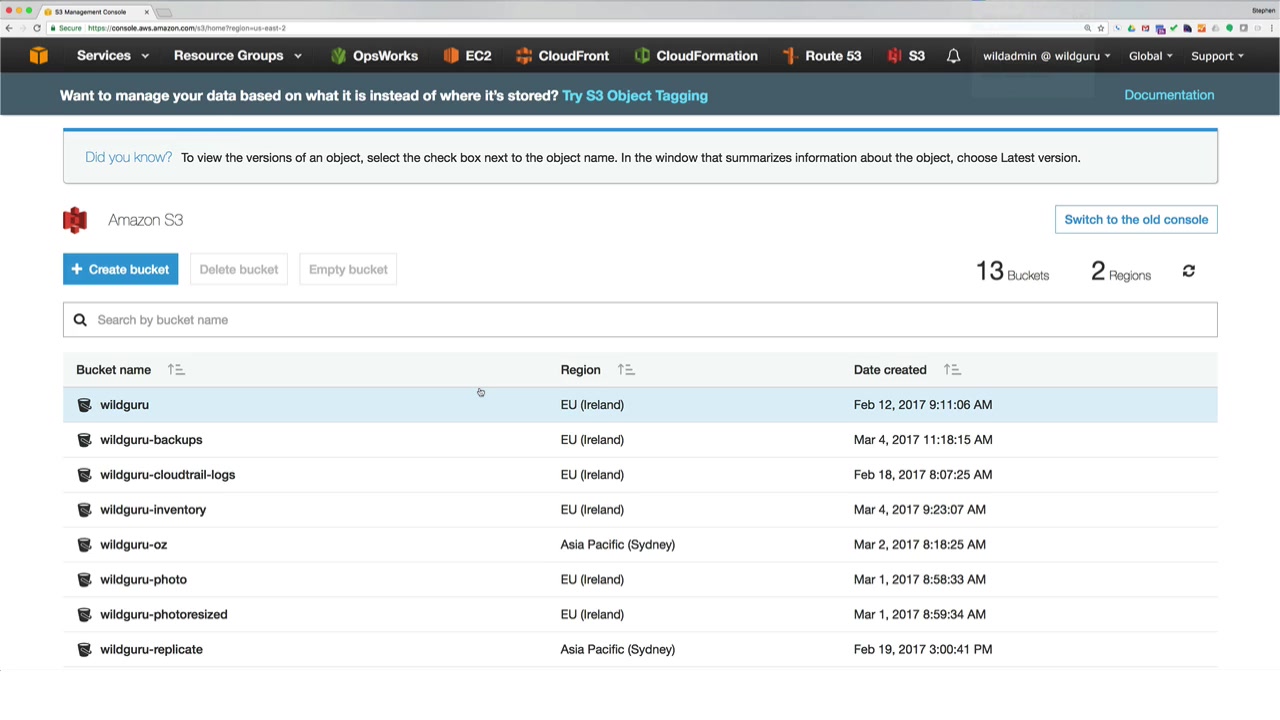 S3 Management Console
Stephen
Secure https://console.aws.amazon.com/s3/home?region=us-east-2
Services Resource Groups OpsWorks EC2 CloudFront CloudFormation Route 53 S3 wildadmin @ wildguru Global Support
Want to manage your data based on what it is instead of where it's stored? Try S3 Object Tagging Documentation
Did you know? To view the versions of an object, select the check box next to the object name. In the window that summarizes information about the object, choose Latest version.
Amazon S3 Switch to the old console
+ Create bucket Delete bucket Empty bucket 13 Buckets 2 Regions
Search by bucket name
Bucket name Region Date created
wildguru EU (Ireland) Feb 12, 2017 9:11:06 AM
wildguru-backups EU (Ireland) Mar 4, 2017 11:18:15 AM
wildguru-cloudtrail-logs EU (Ireland) Feb 18, 2017 8:07:25 AM
wildguru-inventory EU (Ireland) Mar 4, 2017 9:23:07 AM
wildguru-oz Asia Pacific (Sydney) Mar 2, 2017 8:18:25 AM
wildguru-photo EU (Ireland) Mar 1, 2017 8:58:33 AM
wildguru-photoresized EU (Ireland) Mar 1, 2017 8:59:34 AM
wildguru-replicate Asia Pacific (Sydney) Feb 19, 2017 3:00:41 PM